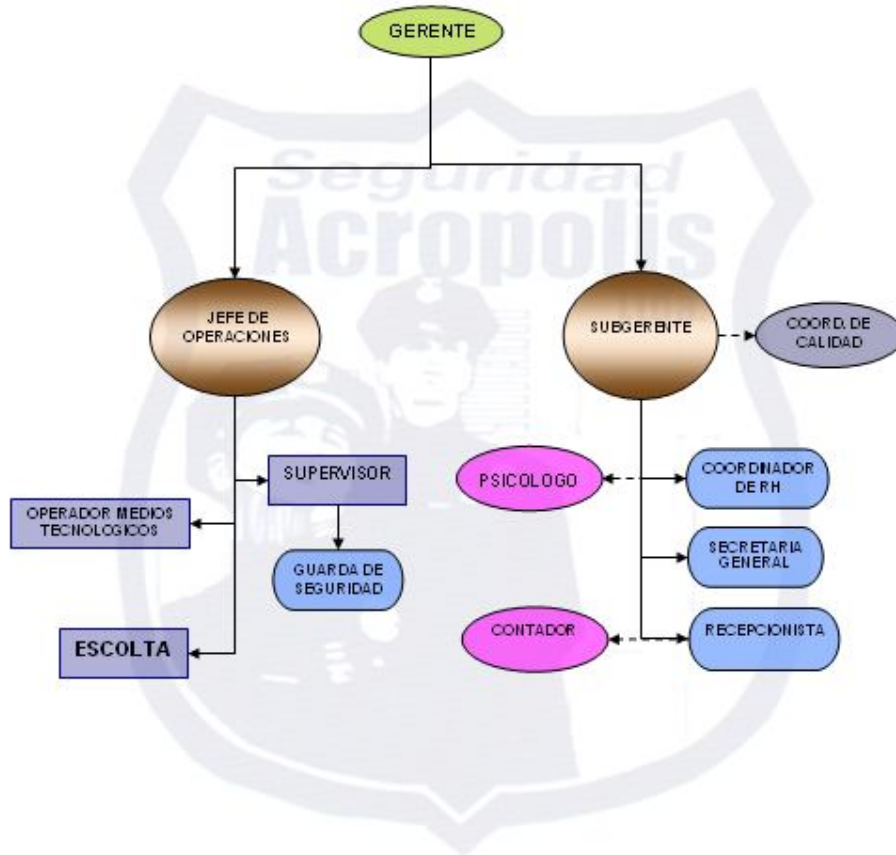 GERENTE
Seguridad
Acropolis
JEFE DE
OPERACIONES
SUBGERENTE
COORD. DE
CALIDAD
SUPERVISOR
PSICOLOGO
COORDINADOR
DE RH
OPERADOR MEDIOS
TECNOLOGICOS
SECRETARIA
GENERAL
GUARDA DE
SEGURIDAD
CONTADOR
RECEPCIONISTA
ESCOLTA